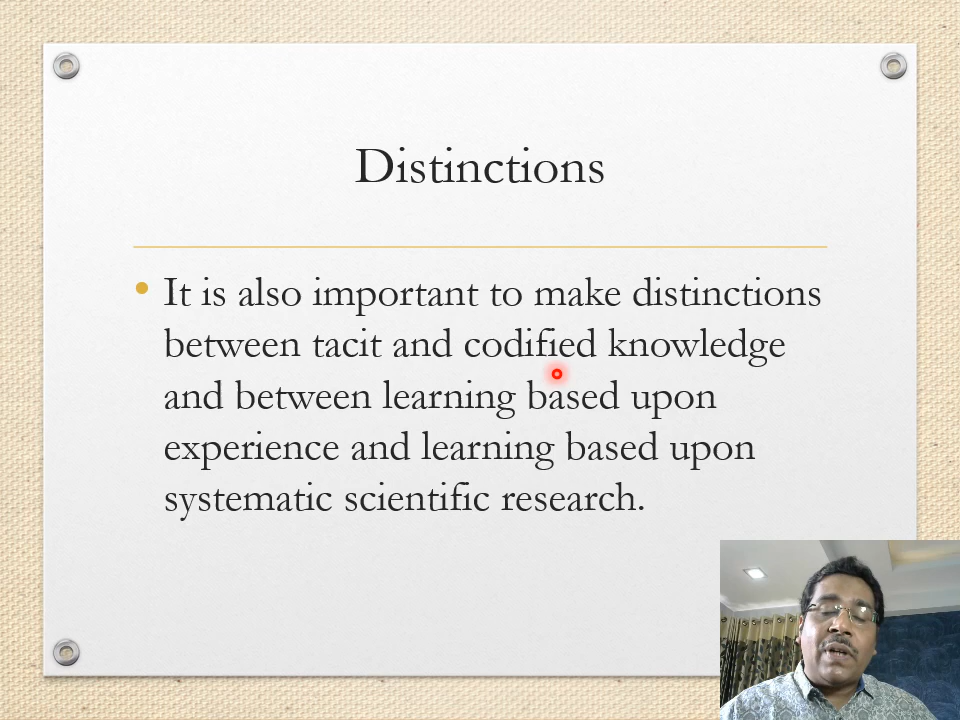 Distinctions
• It is also important to make distinctions
between tacit and codified knowledge
and between learning based upon
experience and learning based upon
systematic scientific research.